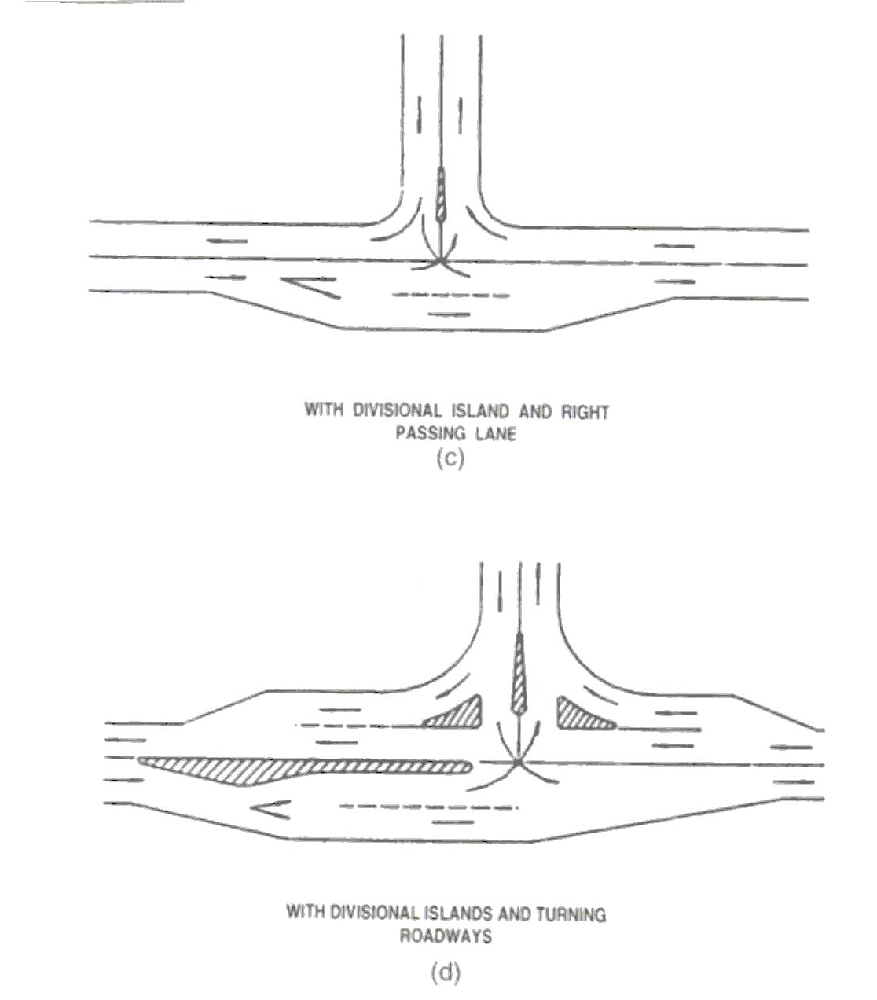 WITH DIVISIONAL ISLAND AND RIGHT
PASSING LANE
(c)
WITH DIVISIONAL ISLANDS AND TURNING
ROADWAYS
(d)